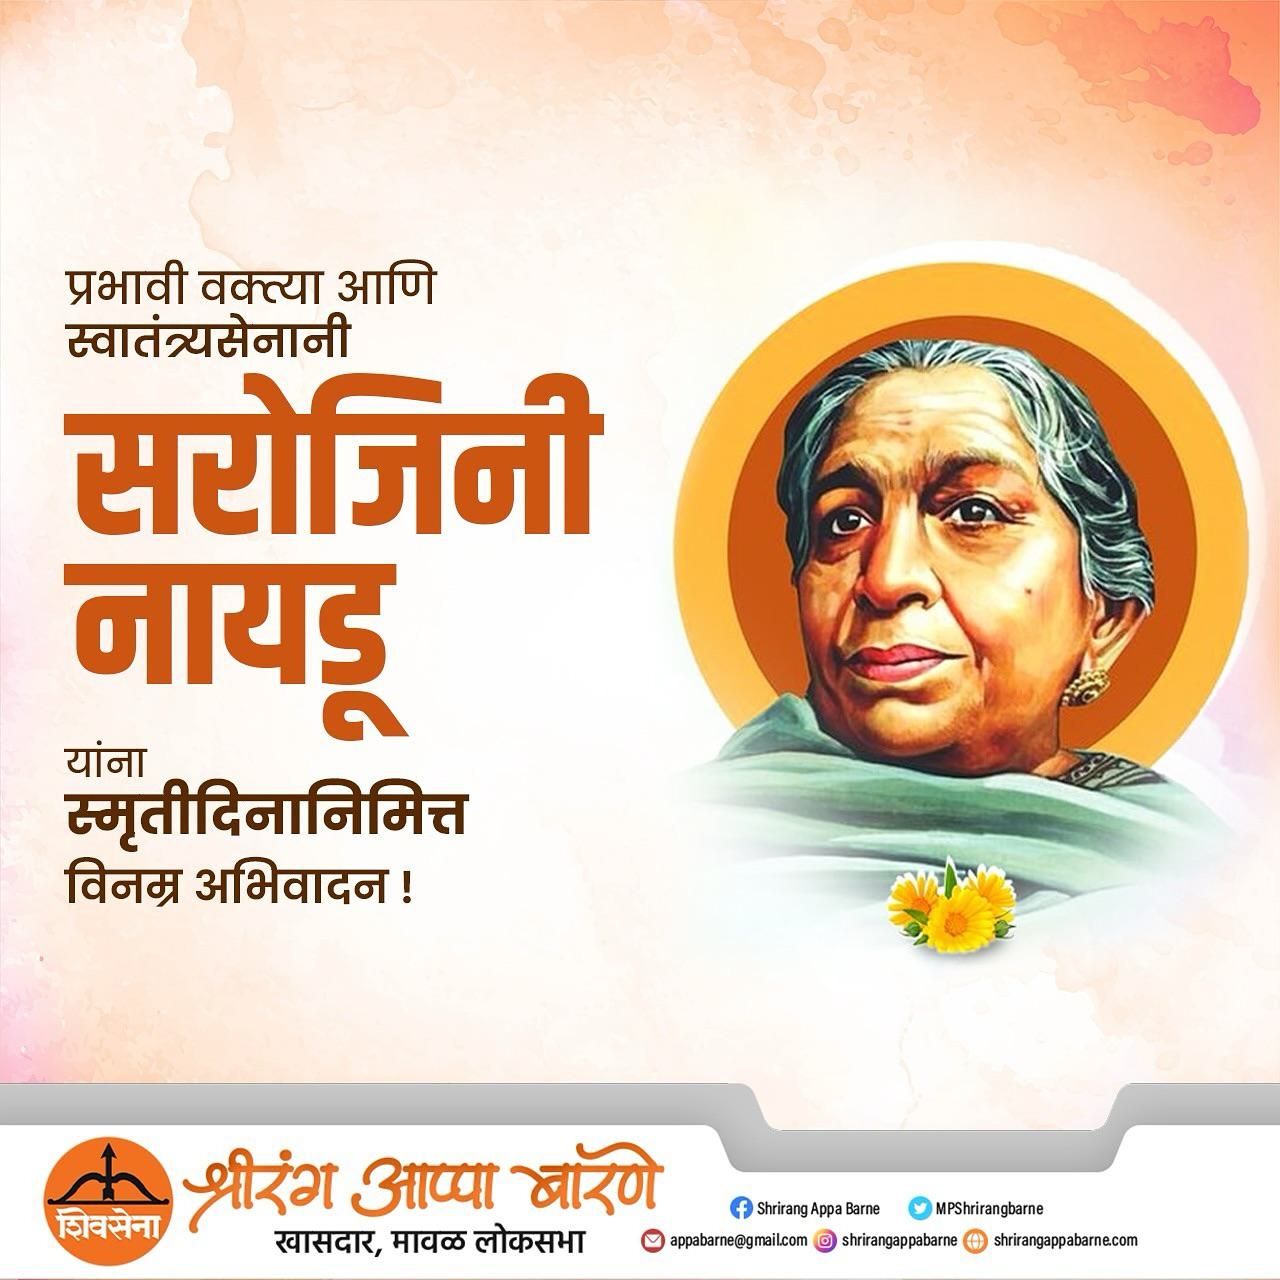 प्रभावी वक्त्या आणि
स्वातंत्र्यसेनानी
सरोजिनी
नायडू
यांना
स्मृतीदिनानिमित्त
विनम्र अभिवादन !
शिवसेना
श्रीरंग आप्पा बारणे
खासदार, मावळ लोकसभा
Shrirang Appa Barne MPShrirangbarne
appabarne@gmail.com shrirangappabarne shrirangappabarne.com